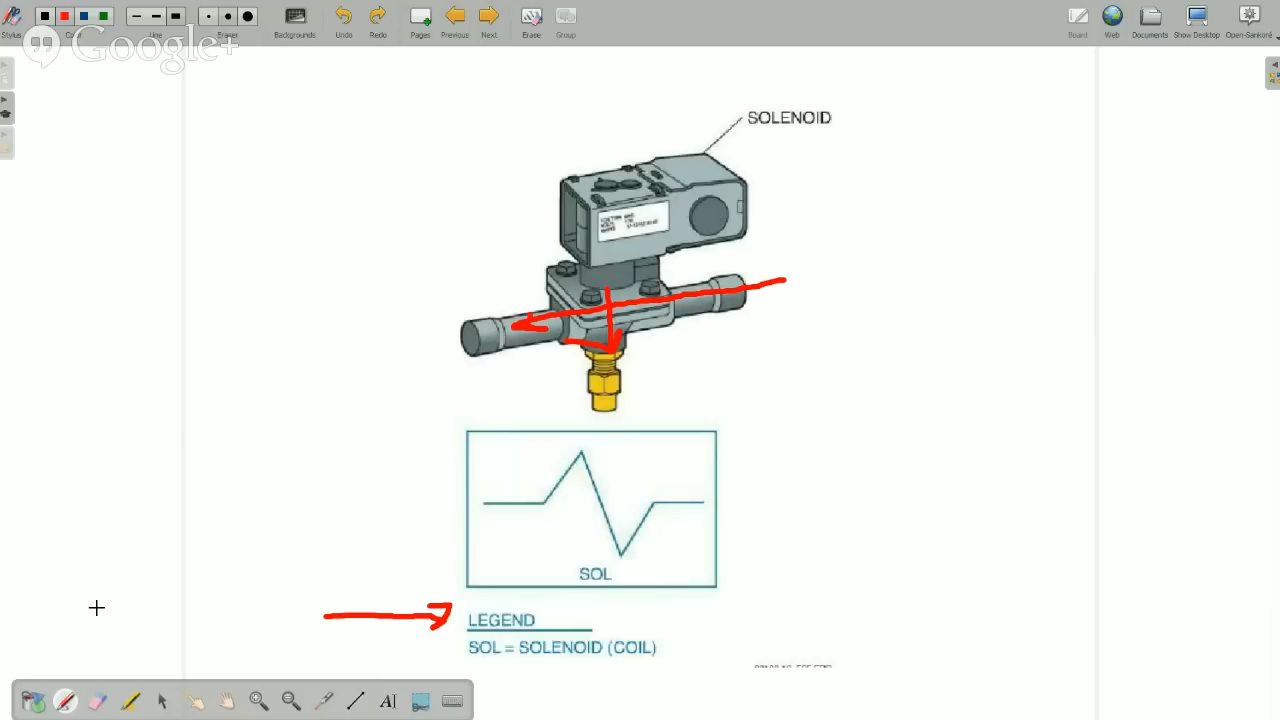 Stylus
Color
Line
Eraser
Backgrounds
Undo
Redo
Pages
Previous
Next
Erase
Group
Board
Web
Documents
Show Desktop
Open-Sankoré
Google+
SOLENOID
SOL
LEGEND
SOL = SOLENOID (COIL)
AI